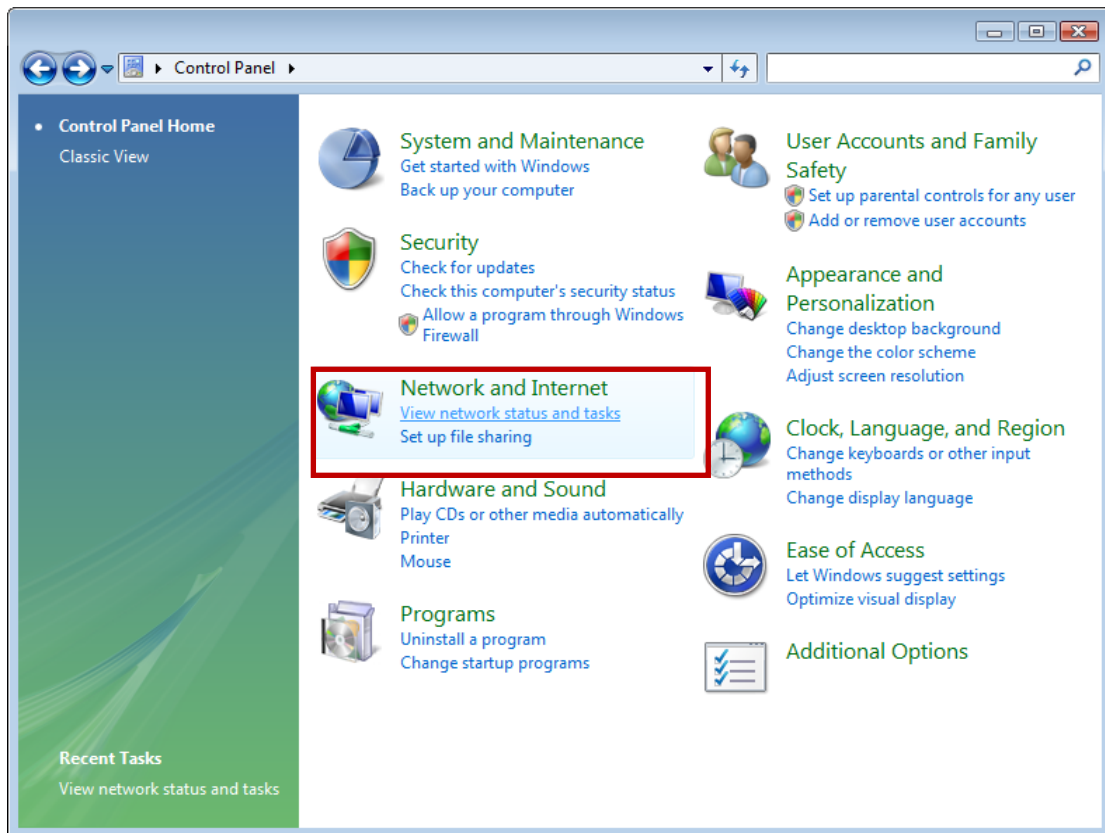 Control Panel
Control Panel Home
Classic View
System and Maintenance
Get started with Windows
Back up your computer
Security
Check for updates
Check this computer's security status
Allow a program through Windows
Firewall
Network and Internet
View network status and tasks
Set up file sharing
Hardware and Sound
Play CDs or other media automatically
Printer
Mouse
Programs
Uninstall a program
Change startup programs
User Accounts and Family
Safety
Set up parental controls for any user
Add or remove user accounts
Appearance and
Personalization
Change desktop background
Change the color scheme
Adjust screen resolution
Clock, Language, and Region
Change keyboards or other input
methods
Change display language
Ease of Access
Let Windows suggest settings
Optimize visual display
Additional Options
Recent Tasks
View network status and tasks